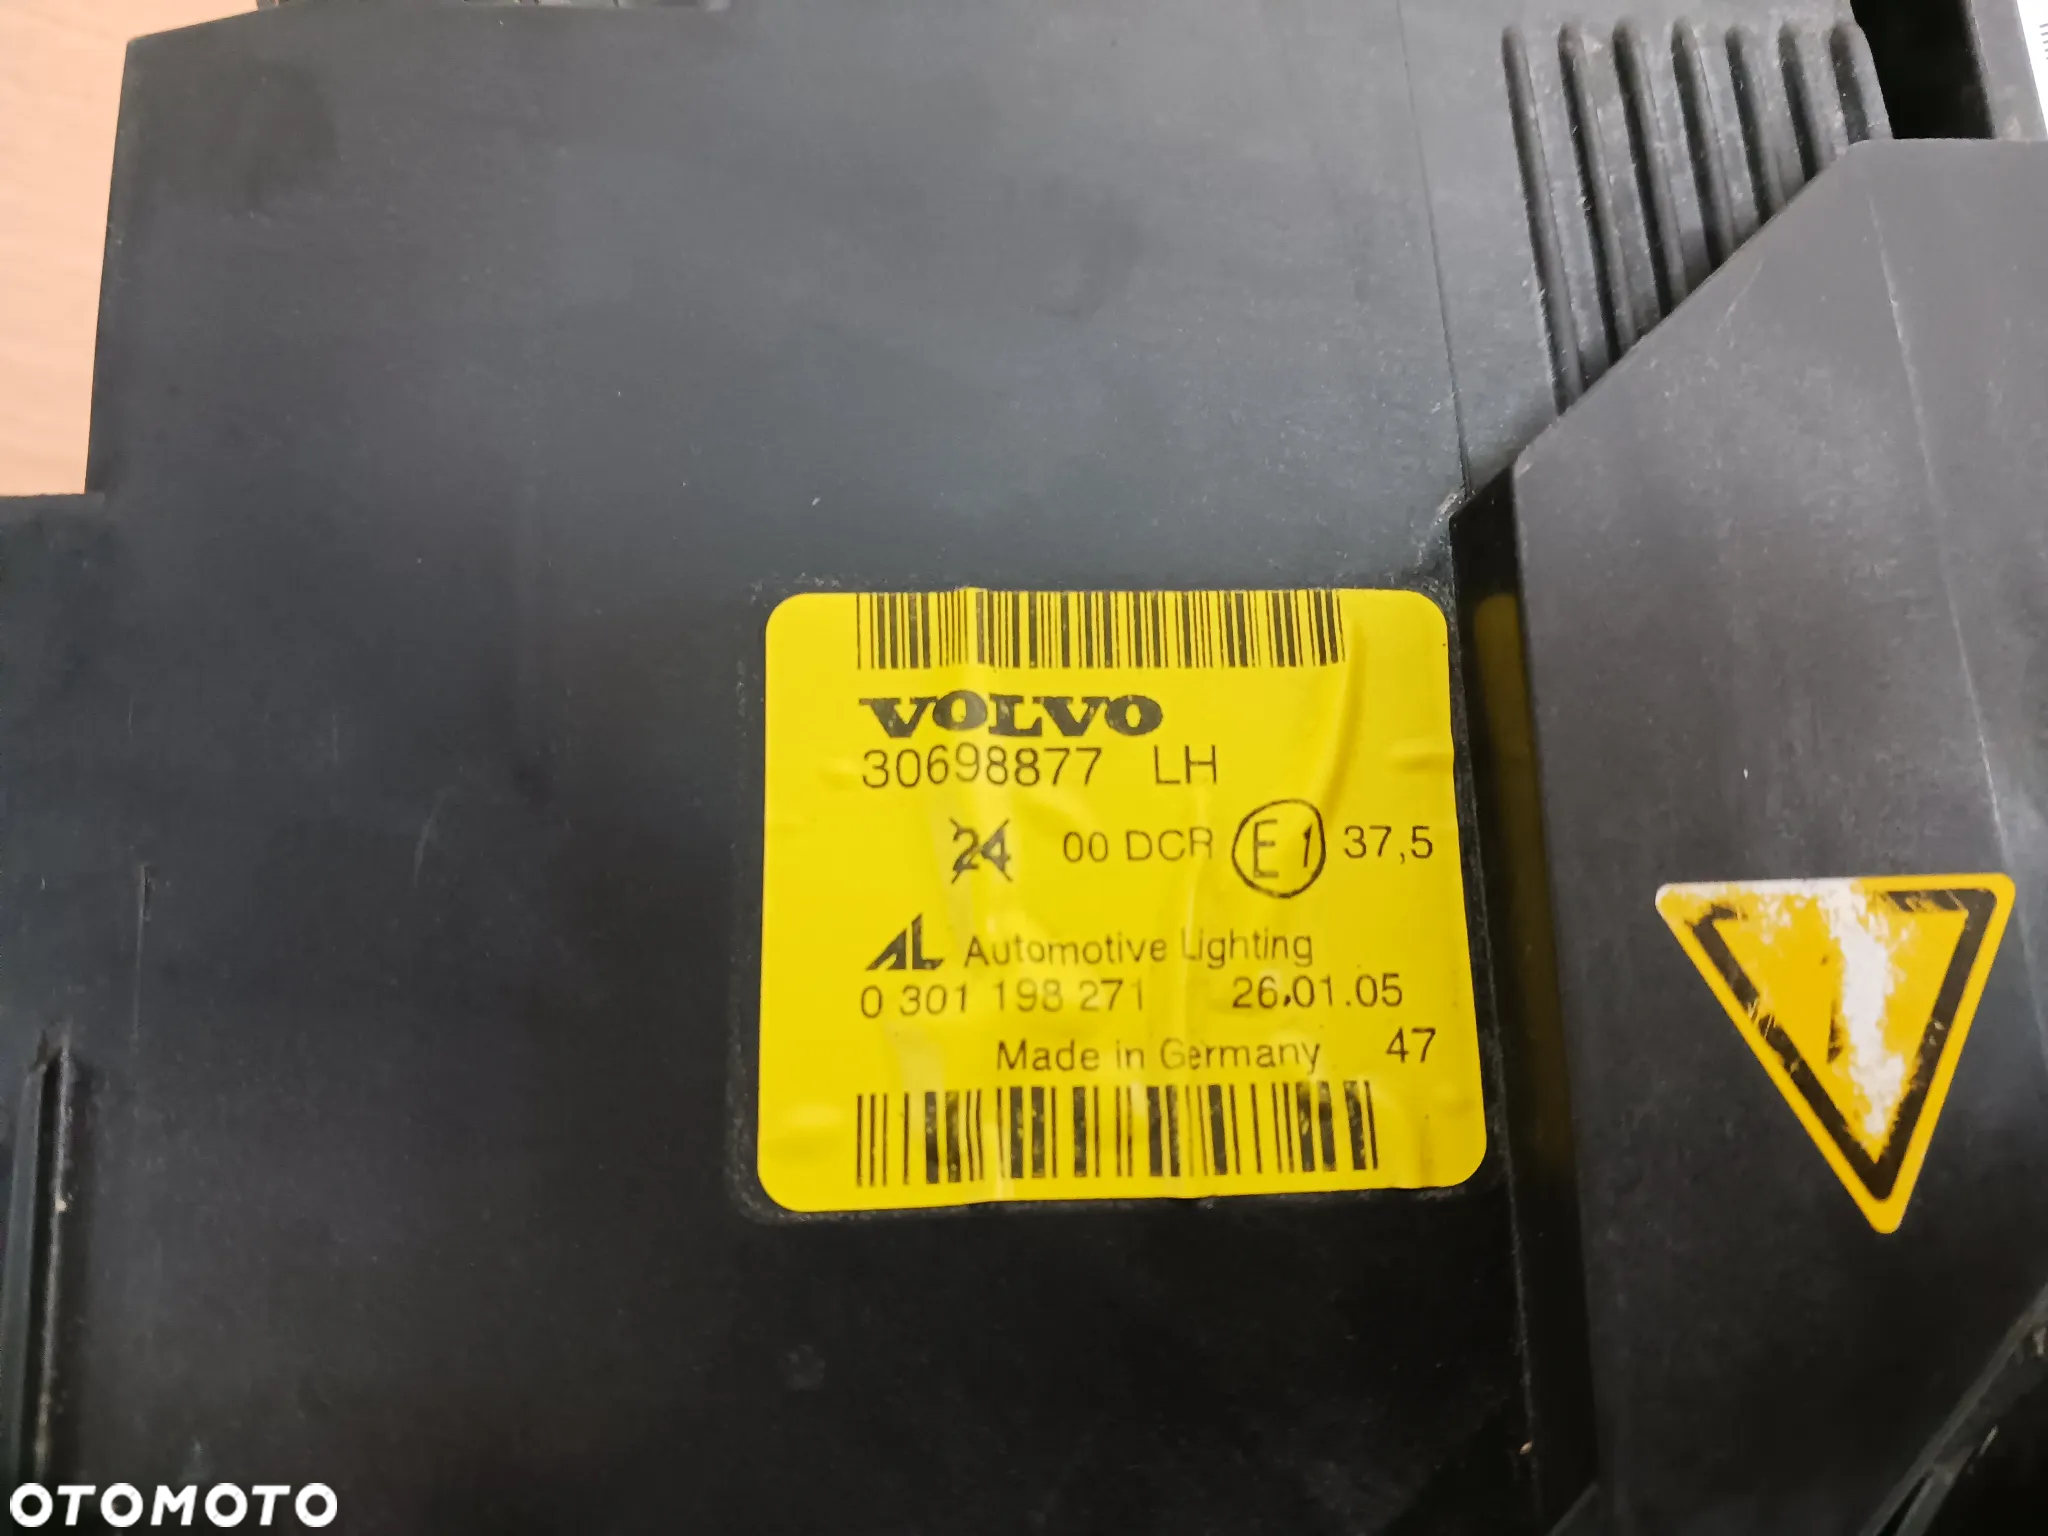 VOLVO
30698877 LH
24 00 DCR E1 37,5
AL Automotive Lighting
0 301 198 271 26.01.05
Made in Germany 47
OTOMOTO